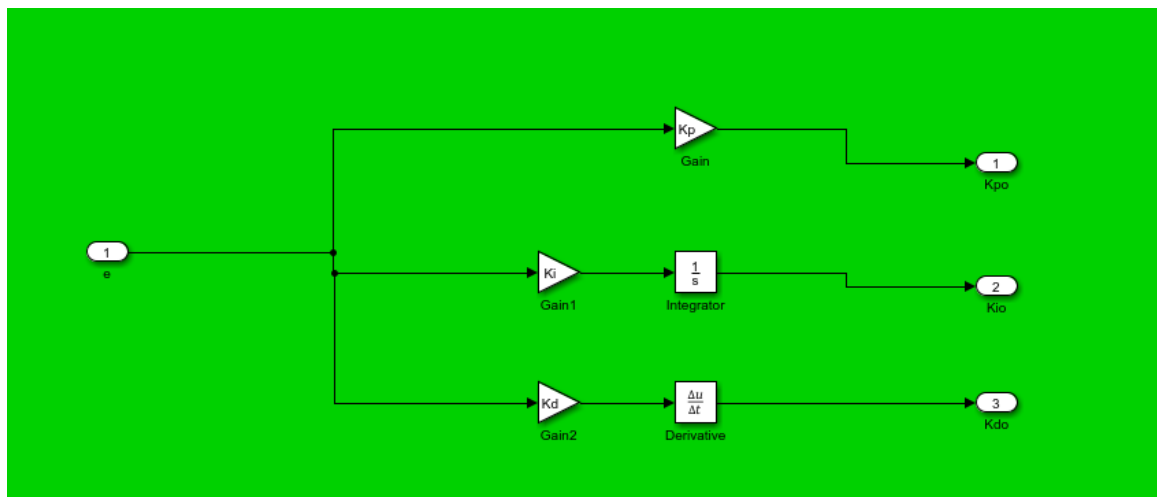 Kp
Gain
1
Kpo
1
e
Ki
Gain1
1
s
Integrator
2
Kio
Kd
Gain2
Δu
Δt
Derivative
3
Kdo